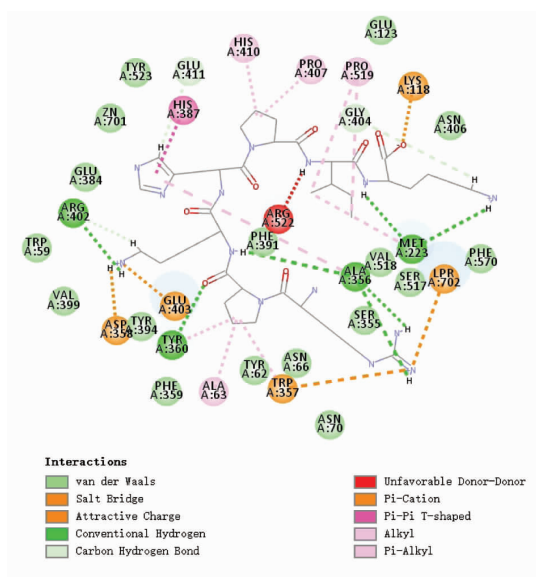 GLU
A:123
HIS
A:410
TYR
A:523
GLU
A:411
PRO
A:407
PRO
A:519
LYS
A:118
HIS
A:387
GLY
A:404
ZN
A:701
ASN
A:406
O
N
O
O
H
N
N
N
O
H
N
H
H
N
H
GLU
A:384
ARG
A:402
ARG
A:522
PHE
A:391
MET
A:223
TRP
A:59
VAL
A:518
PHE
A:570
ALA
A:356
LPR
A:702
SER
A:517
VAL
A:399
GLU
A:403
ASP
A:358
TYR
A:394
SER
A:355
TYR
A:360
ASN
A:66
TYR
A:62
PHE
A:359
ALA
A:63
TRP
A:357
ASN
A:70
Interactions
van der Waals
Salt Bridge
Attractive Charge
Conventional Hydrogen
Carbon Hydrogen Bond
Unfavorable Donor-Donor
Pi-Cation
Pi-Pi T-shaped
Alkyl
Pi-Alkyl